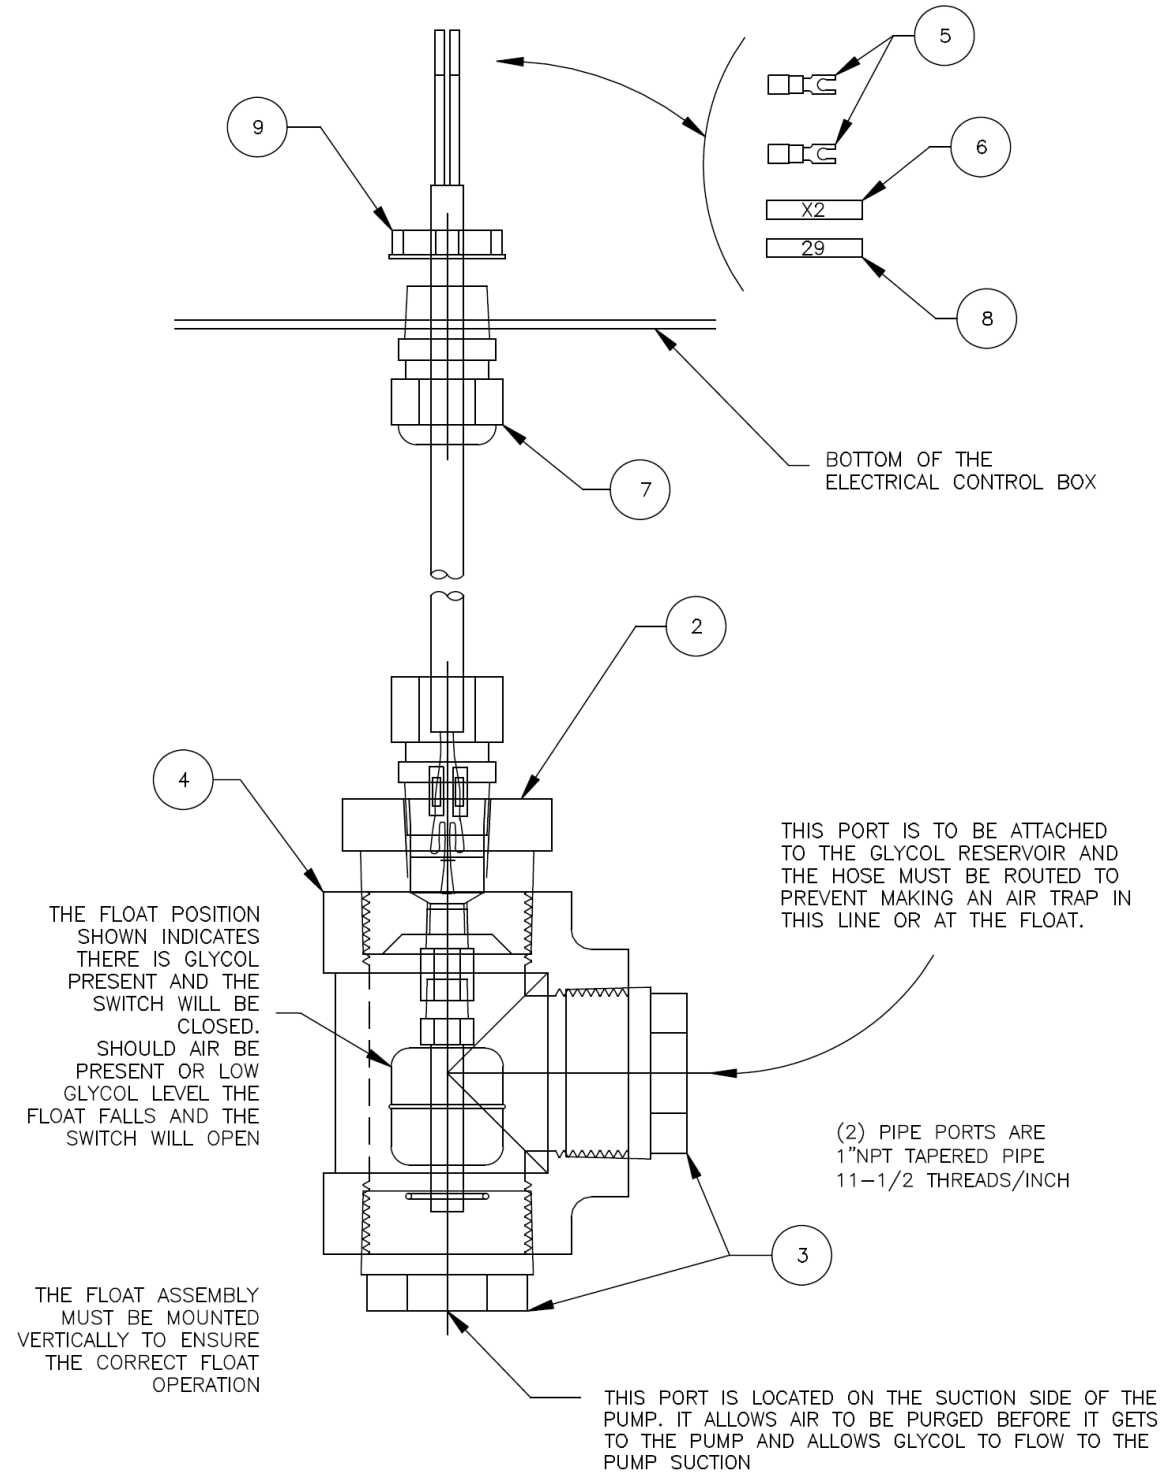 5
9
6
X2
29
8
BOTTOM OF THE
ELECTRICAL CONTROL BOX
7
2
4
THIS PORT IS TO BE ATTACHED
TO THE GLYCOL RESERVOIR AND
THE HOSE MUST BE ROUTED TO
PREVENT MAKING AN AIR TRAP IN
THIS LINE OR AT THE FLOAT.
THE FLOAT POSITION
SHOWN INDICATES
THERE IS GLYCOL
PRESENT AND THE
SWITCH WILL BE
CLOSED.
SHOULD AIR BE
PRESENT OR LOW
GLYCOL LEVEL THE
FLOAT FALLS AND THE
SWITCH WILL OPEN
(2) PIPE PORTS ARE
1"NPT TAPERED PIPE
11-1/2 THREADS/INCH
3
THE FLOAT ASSEMBLY
MUST BE MOUNTED
VERTICALLY TO ENSURE
THE CORRECT FLOAT
OPERATION
THIS PORT IS LOCATED ON THE SUCTION SIDE OF THE
PUMP. IT ALLOWS AIR TO BE PURGED BEFORE IT GETS
TO THE PUMP AND ALLOWS GLYCOL TO FLOW TO THE
PUMP SUCTION